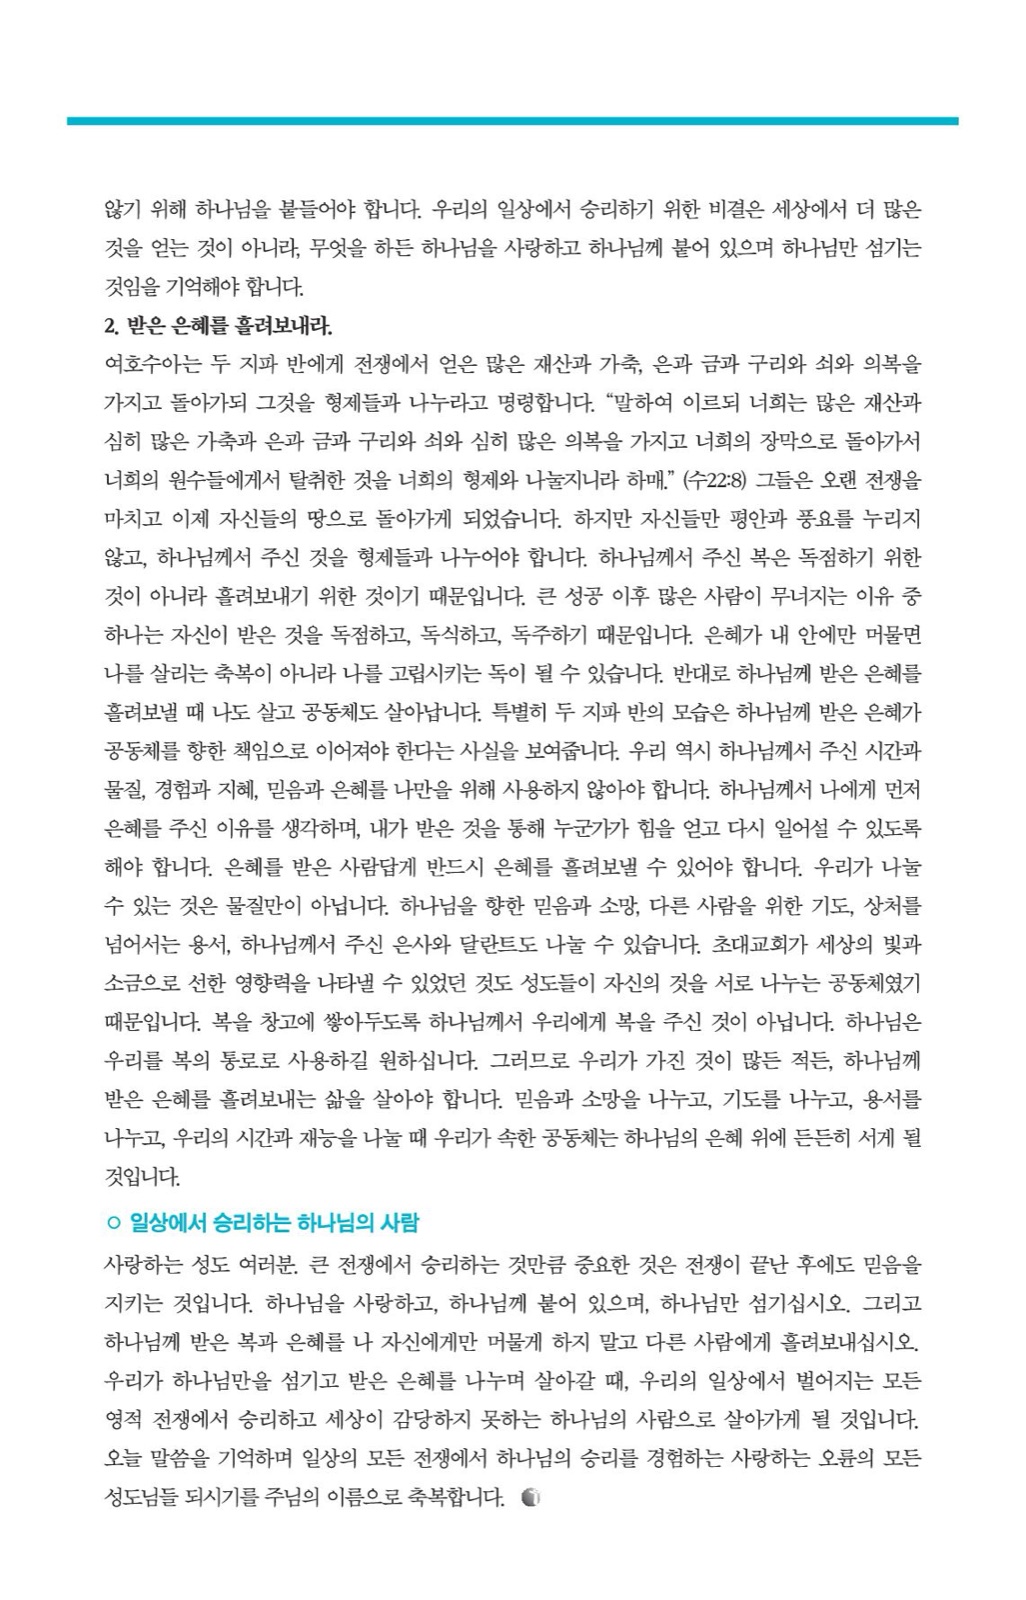 않기 위해 하나님을 붙들어야 합니다. 우리의 일상에서 승리하기 위한 비결은 세상에서 더 많은
것을 얻는 것이 아니라, 무엇을 하든 하나님을 사랑하고 하나님께 붙어 있으며 하나님만 섬기는
것임을 기억해야 합니다.
2. 받은 은혜를 흘려보내라.
여호수아는 두 지파 반에게 전쟁에서 얻은 많은 재산과 가축, 은과 금과 구리와 쇠와 의복을
가지고 돌아가되 그것을 형제들과 나누라고 명령합니다. “말하여 이르되 너희는 많은 재산과
심히 많은 가축과 은과 금과 구리와 쇠와 심히 많은 의복을 가지고 너희의 장막으로 돌아가서
너희의 원수들에게서 탈취한 것을 너희의 형제와 나눌지니라 하매.” (수22:8) 그들은 오랜 전쟁을
마치고 이제 자신들의 땅으로 돌아가게 되었습니다. 하지만 자신들만 평안과 풍요를 누리지
않고, 하나님께서 주신 것을 형제들과 나누어야 합니다. 하나님께서 주신 복은 독점하기 위한
것이 아니라 흘려보내기 위한 것이기 때문입니다. 큰 성공 이후 많은 사람이 무너지는 이유 중
하나는 자신이 받은 것을 독점하고, 독식하고, 독주하기 때문입니다. 은혜가 내 안에만 머물면
나를 살리는 축복이 아니라 나를 고립시키는 독이 될 수 있습니다. 반대로 하나님께 받은 은혜를
흘려보낼 때 나도 살고 공동체도 살아납니다. 특별히 두 지파 반의 모습은 하나님께 받은 은혜가
공동체를 향한 책임으로 이어져야 한다는 사실을 보여줍니다. 우리 역시 하나님께서 주신 시간과
물질, 경험과 지혜, 믿음과 은혜를 나만을 위해 사용하지 않아야 합니다. 하나님께서 나에게 먼저
은혜를 주신 이유를 생각하며, 내가 받은 것을 통해 누군가가 힘을 얻고 다시 일어설 수 있도록
해야 합니다. 은혜를 받은 사람답게 반드시 은혜를 흘려보낼 수 있어야 합니다. 우리가 나눌
수 있는 것은 물질만이 아닙니다. 하나님을 향한 믿음과 소망, 다른 사람을 위한 기도, 상처를
넘어서는 용서, 하나님께서 주신 은사와 달란트도 나눌 수 있습니다. 초대교회가 세상의 빛과
소금으로 선한 영향력을 나타낼 수 있었던 것도 성도들이 자신의 것을 서로 나누는 공동체였기
때문입니다. 복을 창고에 쌓아두도록 하나님께서 우리에게 복을 주신 것이 아닙니다. 하나님은
우리를 복의 통로로 사용하길 원하십니다. 그러므로 우리가 가진 것이 많든 적든, 하나님께
받은 은혜를 흘려보내는 삶을 살아야 합니다. 믿음과 소망을 나누고, 기도를 나누고, 용서를
나누고, 우리의 시간과 재능을 나눌 때 우리가 속한 공동체는 하나님의 은혜 위에 든든히 서게 될
것입니다.
○ 일상에서 승리하는 하나님의 사람
사랑하는 성도 여러분. 큰 전쟁에서 승리하는 것만큼 중요한 것은 전쟁이 끝난 후에도 믿음을
지키는 것입니다. 하나님을 사랑하고, 하나님께 붙어 있으며, 하나님만 섬기십시오. 그리고
하나님께 받은 복과 은혜를 나 자신에게만 머물게 하지 말고 다른 사람에게 흘려보내십시오.
우리가 하나님만을 섬기고 받은 은혜를 나누며 살아갈 때, 우리의 일상에서 벌어지는 모든
영적 전쟁에서 승리하고 세상이 감당하지 못하는 하나님의 사람으로 살아가게 될 것입니다.
오늘 말씀을 기억하며 일상의 모든 전쟁에서 하나님의 승리를 경험하는 사랑하는 오륜의 모든
성도님들 되시기를 주님의 이름으로 축복합니다.